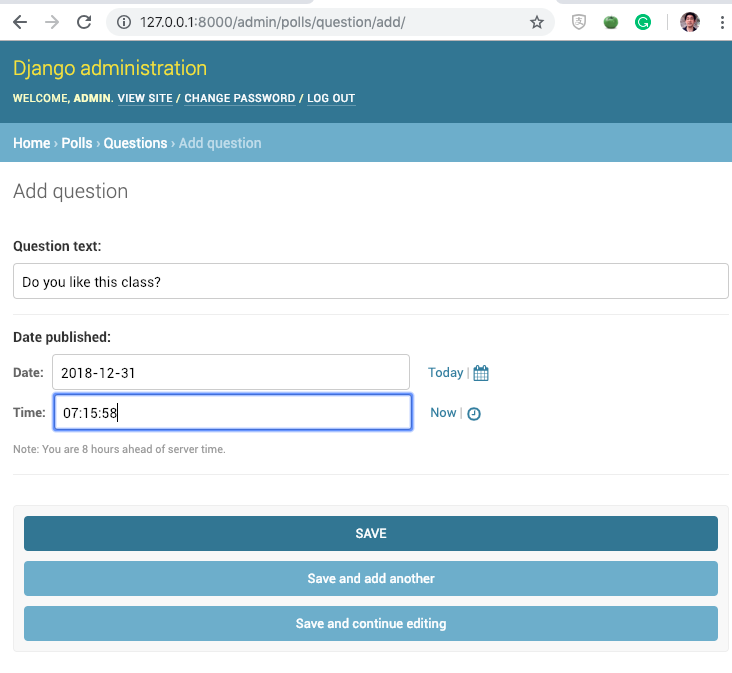 127.0.0.1:8000/admin/polls/question/add/
Django administration
WELCOME, ADMIN. VIEW SITE / CHANGE PASSWORD / LOG OUT
Home › Polls › Questions › Add question
Add question
Question text:
Do you like this class?
Date published:
Date: 2018-12-31 Today |
Time: 07:15:58 Now |
Note: You are 8 hours ahead of server time.
SAVE
Save and add another
Save and continue editing